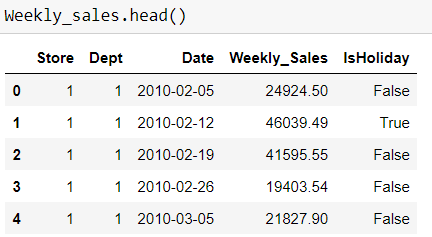 Weekly_sales.head()
Store Dept Date Weekly_Sales IsHoliday
0 1 1 2010-02-05 24924.50 False
1 1 1 2010-02-12 46039.49 True
2 1 1 2010-02-19 41595.55 False
3 1 1 2010-02-26 19403.54 False
4 1 1 2010-03-05 21827.90 False